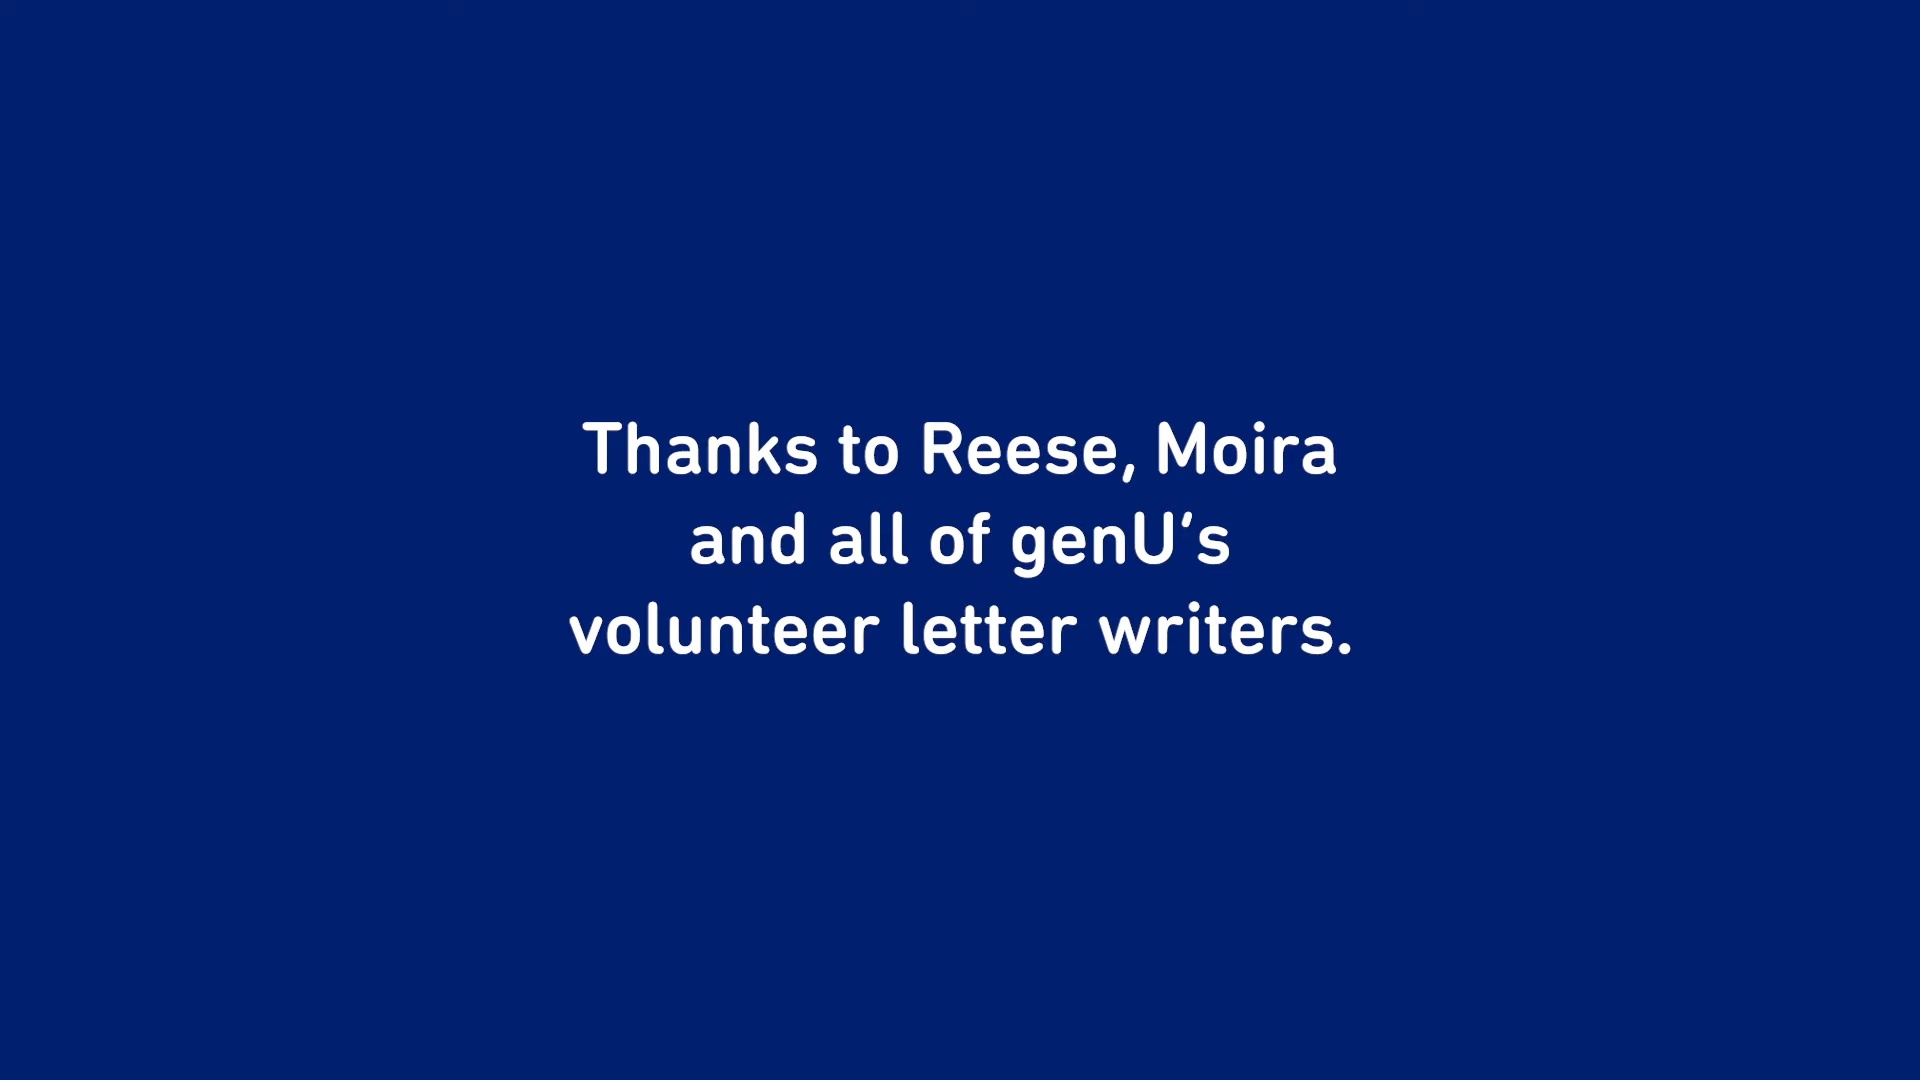 Thanks to Reese, Moira
and all of genU’s
volunteer letter writers.